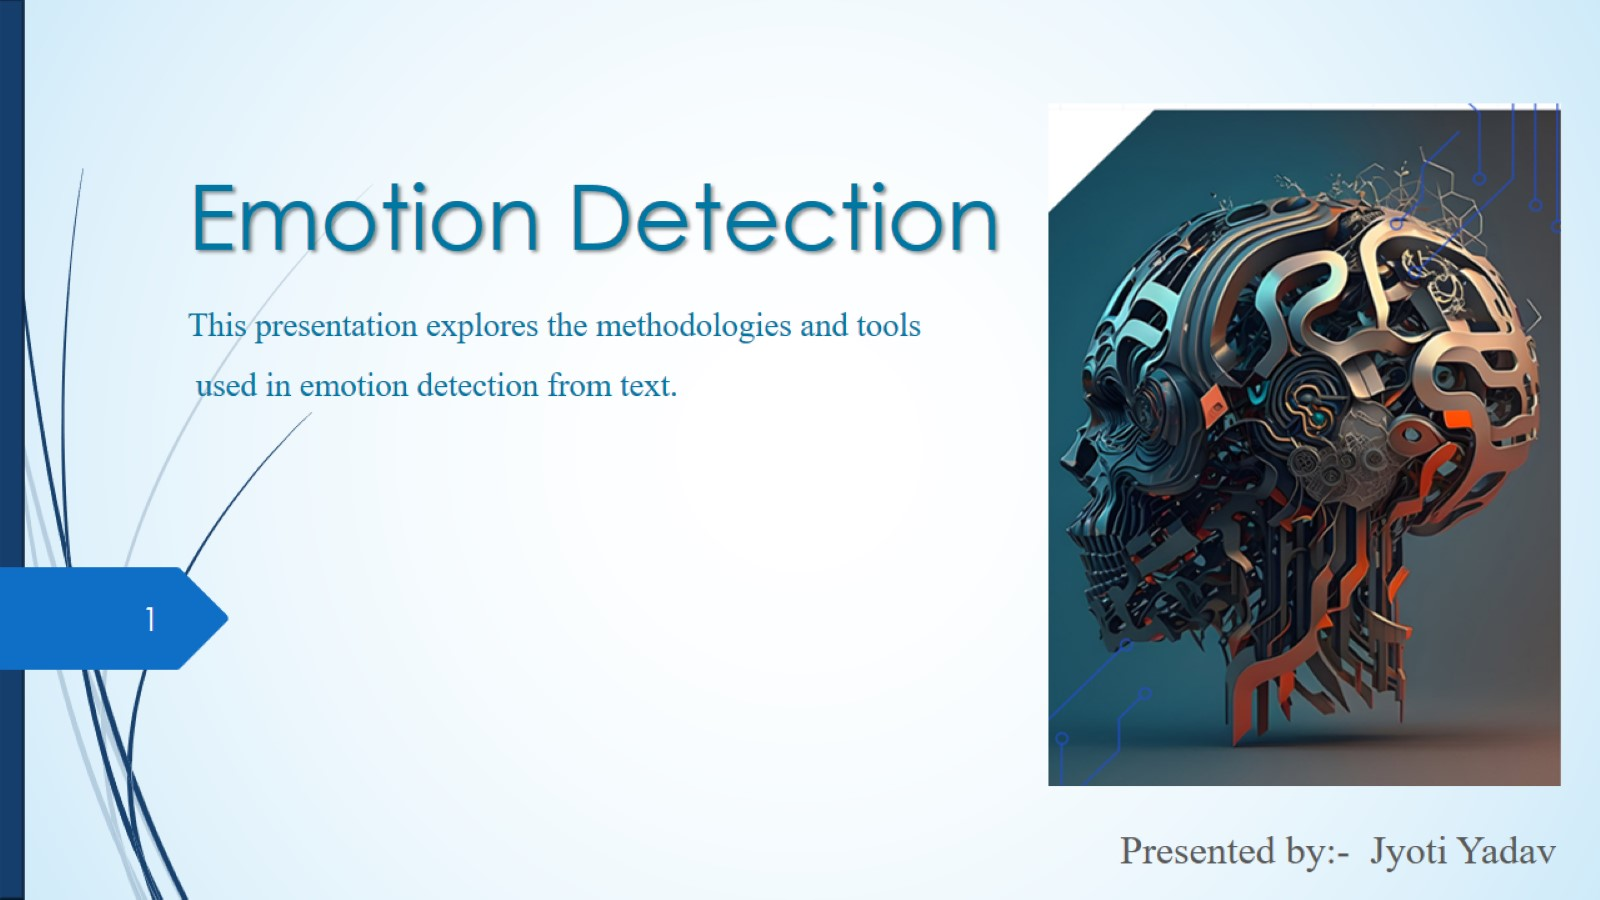 Emotion Detection
This presentation explores the methodologies and tools
used in emotion detection from text.
1
Presented by:- Jyoti Yadav